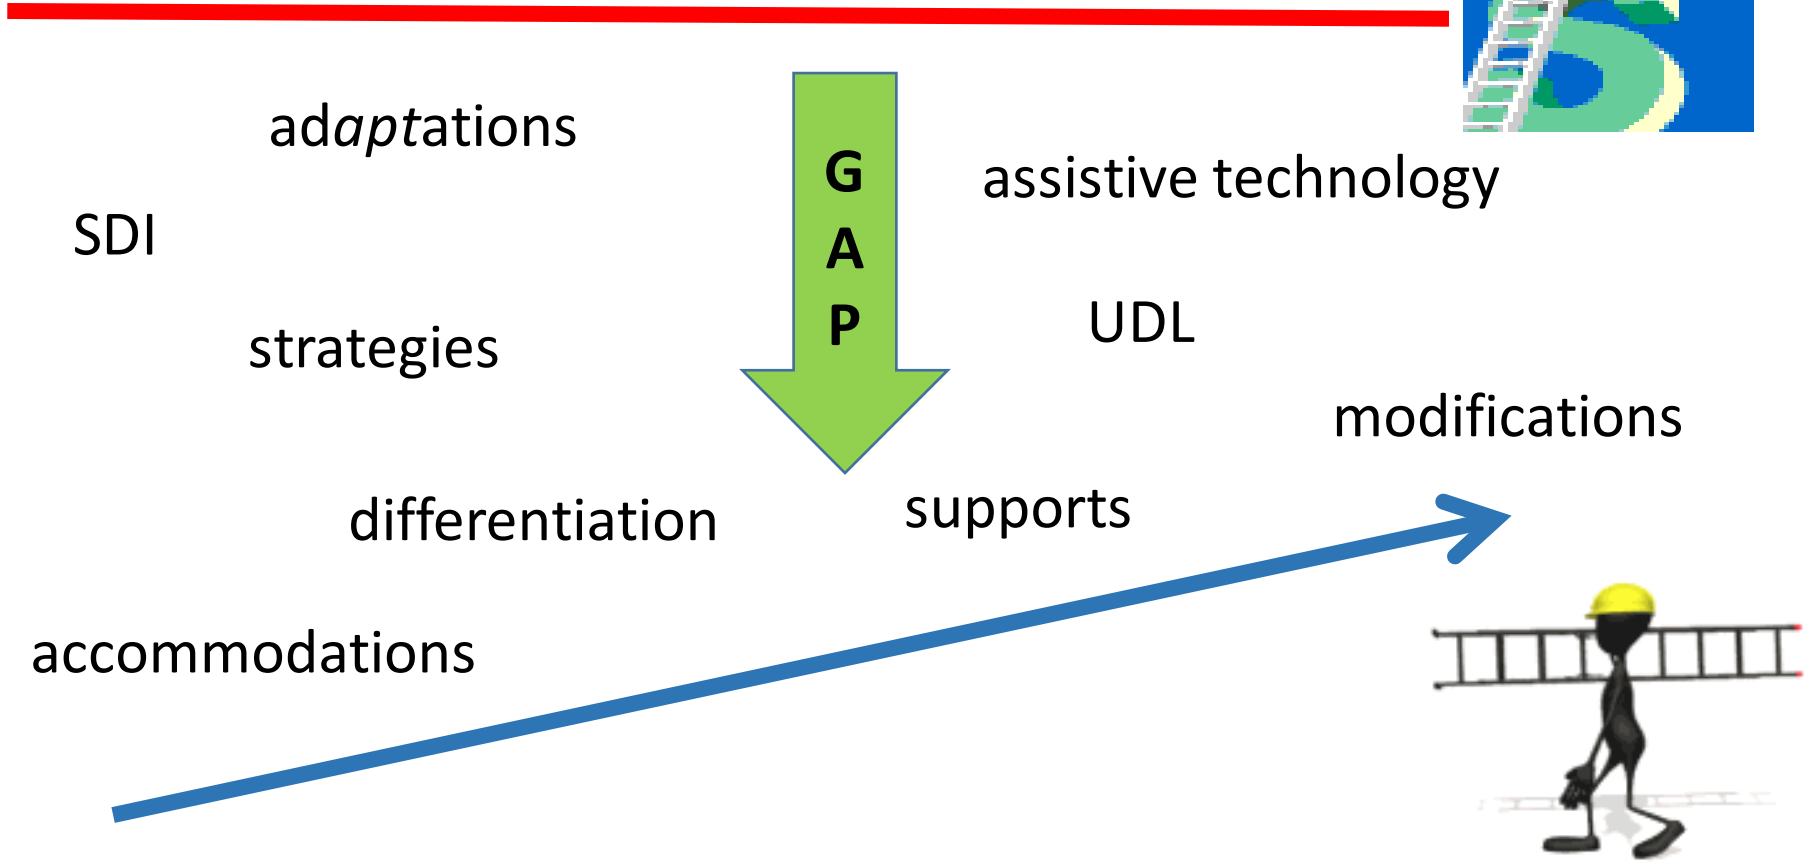 adaptations
G
A
P
assistive technology
SDI
UDL
strategies
modifications
differentiation
supports
accommodations